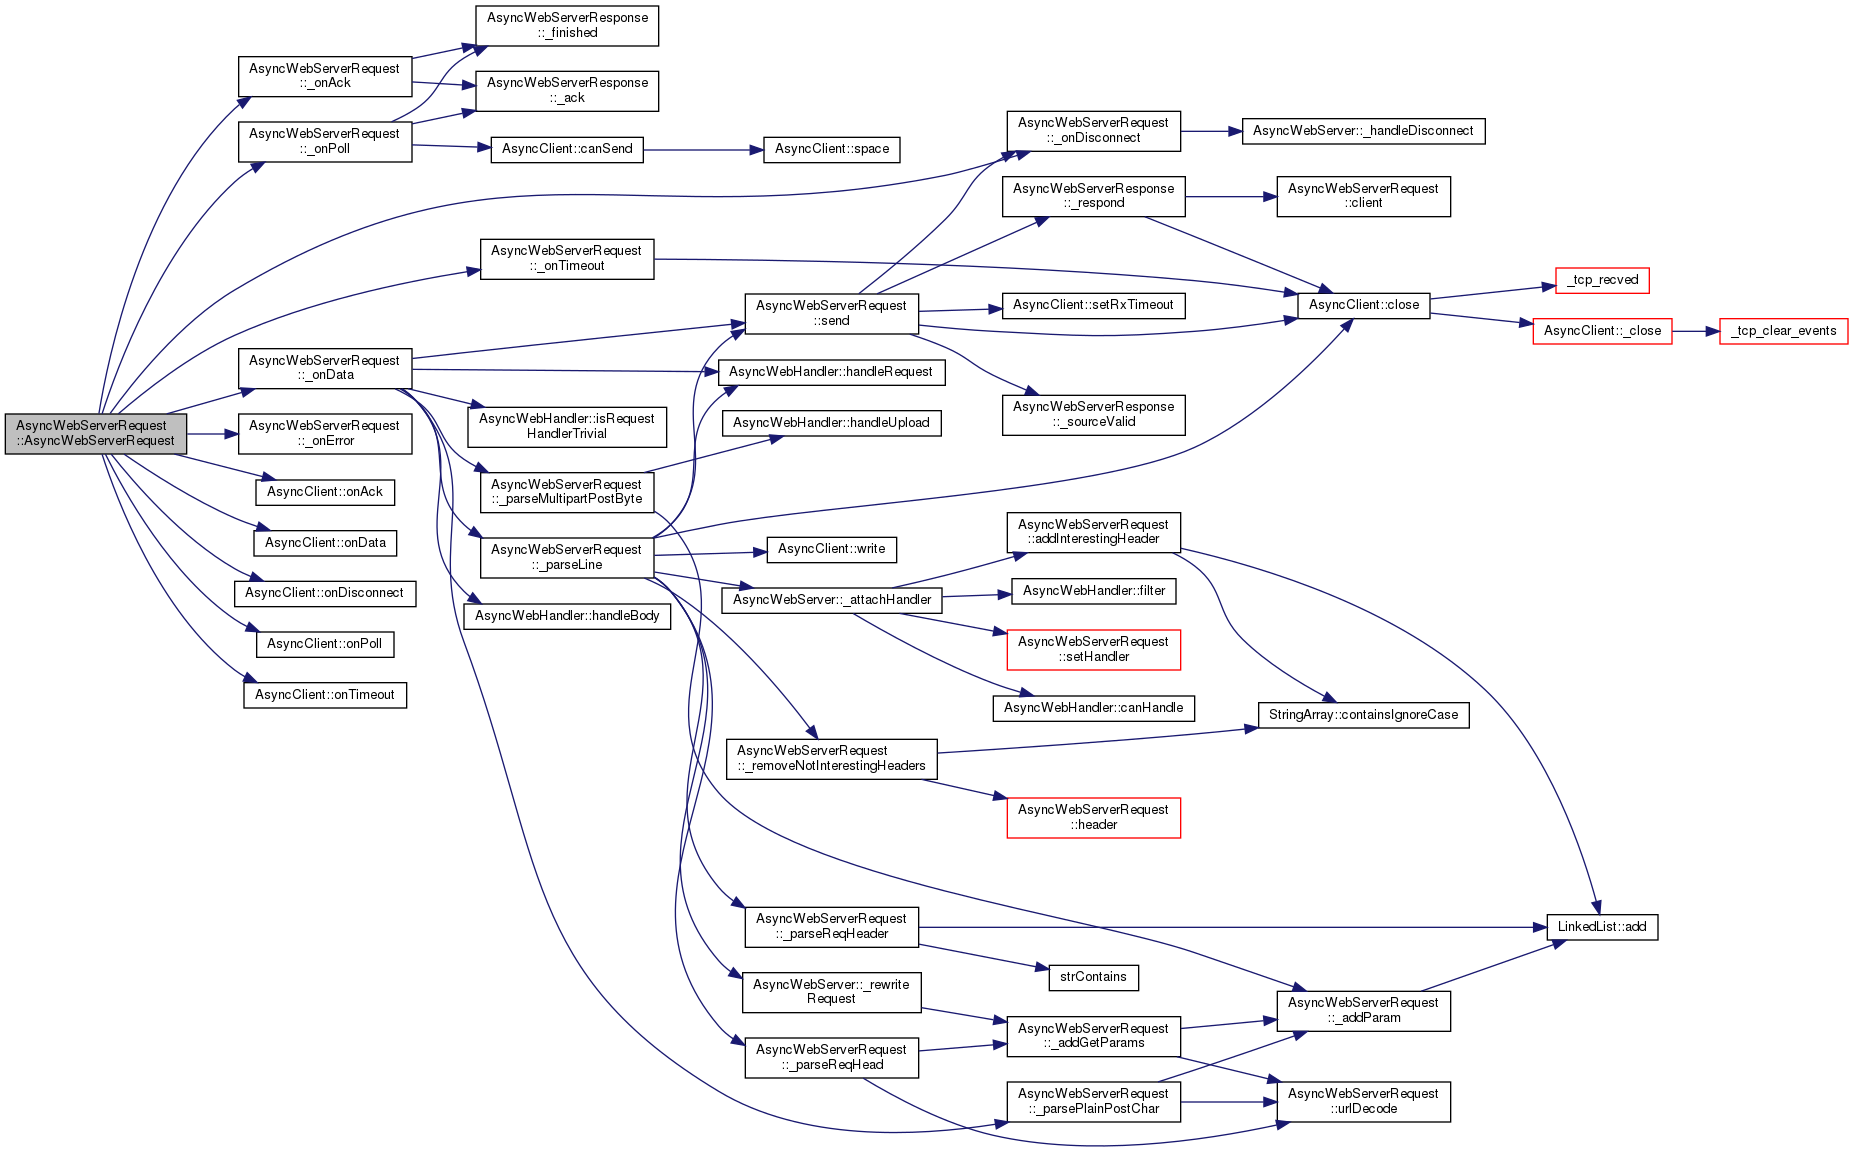 AsyncWebServerRequest
::AsyncWebServerRequest
AsyncWebServerRequest
::_onAck
AsyncWebServerRequest
::_onPoll
AsyncWebServerRequest
::_onData
AsyncWebServerRequest
::_onError
AsyncClient::onAck
AsyncClient::onData
AsyncClient::onDisconnect
AsyncClient::onPoll
AsyncClient::onTimeout
AsyncWebServerResponse
::_finished
AsyncWebServerResponse
::_ack
AsyncClient::canSend
AsyncWebServerRequest
::_onTimeout
AsyncWebHandler::isRequest
HandlerTrivial
AsyncWebServerRequest
::_parseMultipartPostByte
AsyncWebServerRequest
::_parseLine
AsyncWebHandler::handleBody
AsyncClient::space
AsyncWebServerRequest
::send
AsyncWebHandler::handleRequest
AsyncWebHandler::handleUpload
AsyncClient::write
AsyncWebServer::_attachHandler
AsyncWebServerRequest
::_removeNotInterestingHeaders
AsyncWebServerRequest
::_parseReqHeader
AsyncWebServer::_rewrite
Request
AsyncWebServerRequest
::_parseReqHead
AsyncWebServerRequest
::_onDisconnect
AsyncWebServerResponse
::_respond
AsyncClient::setRxTimeout
AsyncWebServerResponse
::_sourceValid
AsyncWebServerRequest
::addInterestingHeader
AsyncWebHandler::filter
AsyncWebServerRequest
::setHandler
AsyncWebHandler::canHandle
AsyncWebServerRequest
::header
strContains
AsyncWebServerRequest
::_addGetParams
AsyncWebServerRequest
::_parsePlainPostChar
AsyncWebServer::_handleDisconnect
AsyncWebServerRequest
::client
AsyncClient::close
StringArray::containsIgnoreCase
AsyncWebServerRequest
::_addParam
AsyncWebServerRequest
::urlDecode
_tcp_recved
AsyncClient::_close
LinkedList::add
_tcp_clear_events